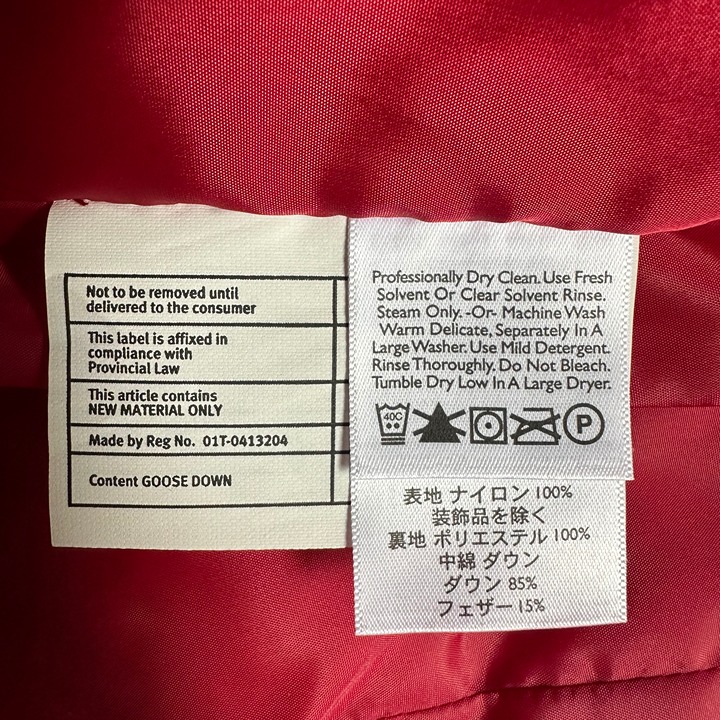 Not to be removed until
delivered to the consumer
This label is affixed in
compliance with
Provincial Law
This article contains
NEW MATERIAL ONLY
Made by Reg No. 01T-0413204
Content GOOSE DOWN
Professionally Dry Clean. Use Fresh
Solvent Or Clear Solvent Rinse.
Steam Only. -Or- Machine Wash
Warm Delicate, Separately In A
Large Washer. Use Mild Detergent.
Rinse Thoroughly. Do Not Bleach.
Tumble Dry Low In A Large Dryer.
40C P
表地 ナイロン 100%
装飾品を除く
裏地 ポリエステル 100%
中綿 ダウン
ダウン 85%
フェザー 15%